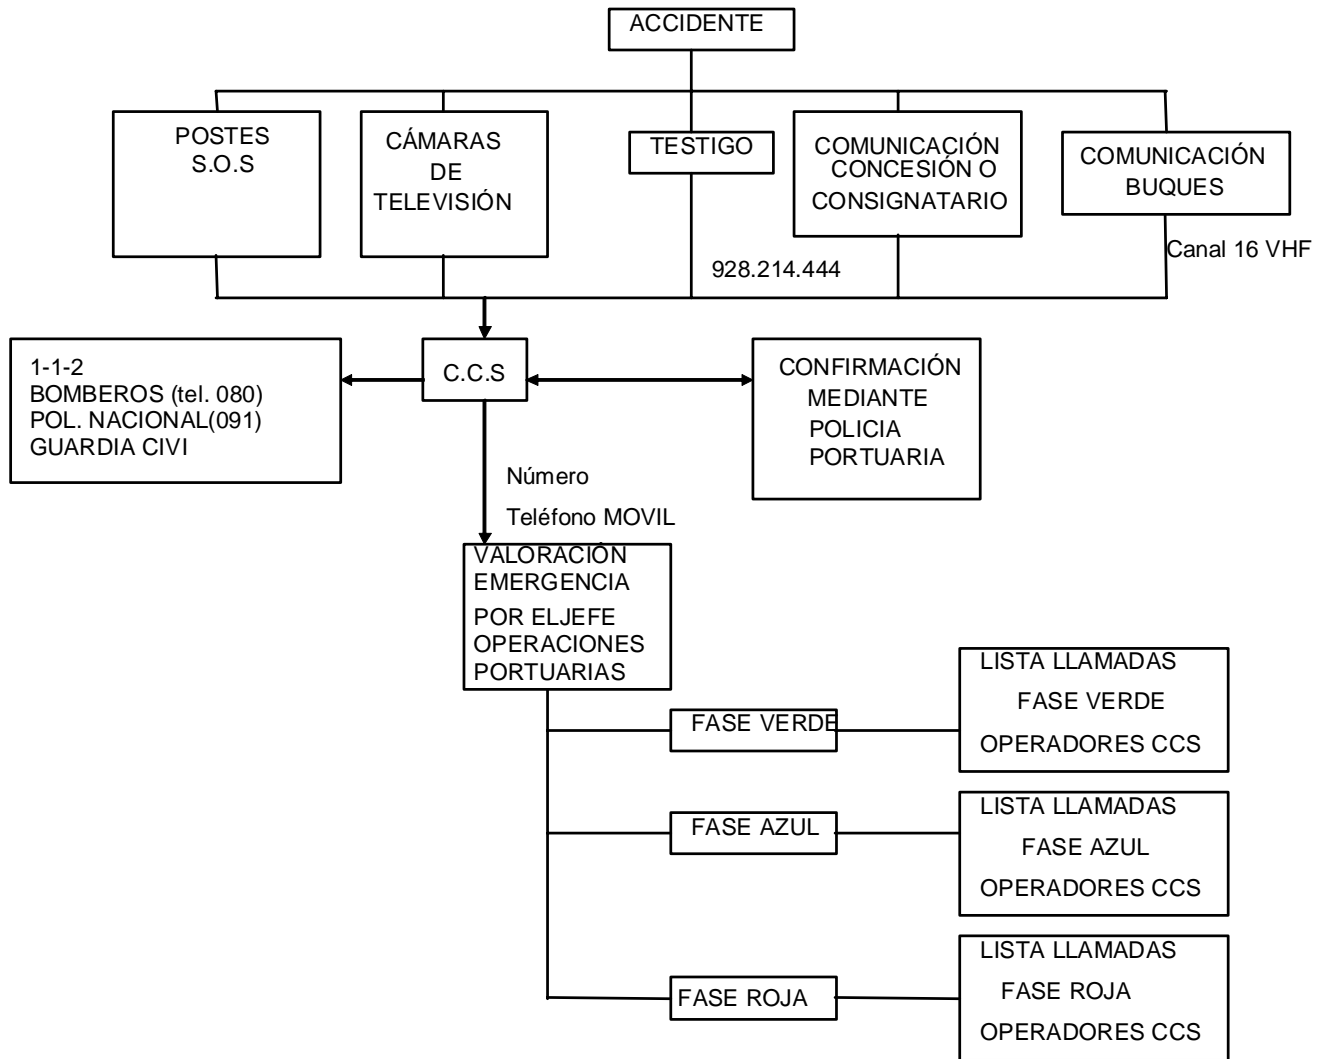 ACCIDENTE
POSTES
S.O.S
CÁMARAS
DE
TELEVISIÓN
TESTIGO
COMUNICACIÓN
CONCESIÓN O
CONSIGNATARIO
COMUNICACIÓN
BUQUES
928.214.444
Canal 16 VHF
1-1-2
BOMBEROS (tel. 080)
POL. NACIONAL(091)
GUARDIA CIVI
C.C.S
CONFIRMACIÓN
MEDIANTE
POLICIA
PORTUARIA
Número
Teléfono MOVIL
VALORACIÓN
EMERGENCIA
POR ELJEFE
OPERACIONES
PORTUARIAS
FASE VERDE
LISTA LLAMADAS
FASE VERDE
OPERADORES CCS
FASE AZUL
LISTA LLAMADAS
FASE AZUL
OPERADORES CCS
FASE ROJA
LISTA LLAMADAS
FASE ROJA
OPERADORES CCS